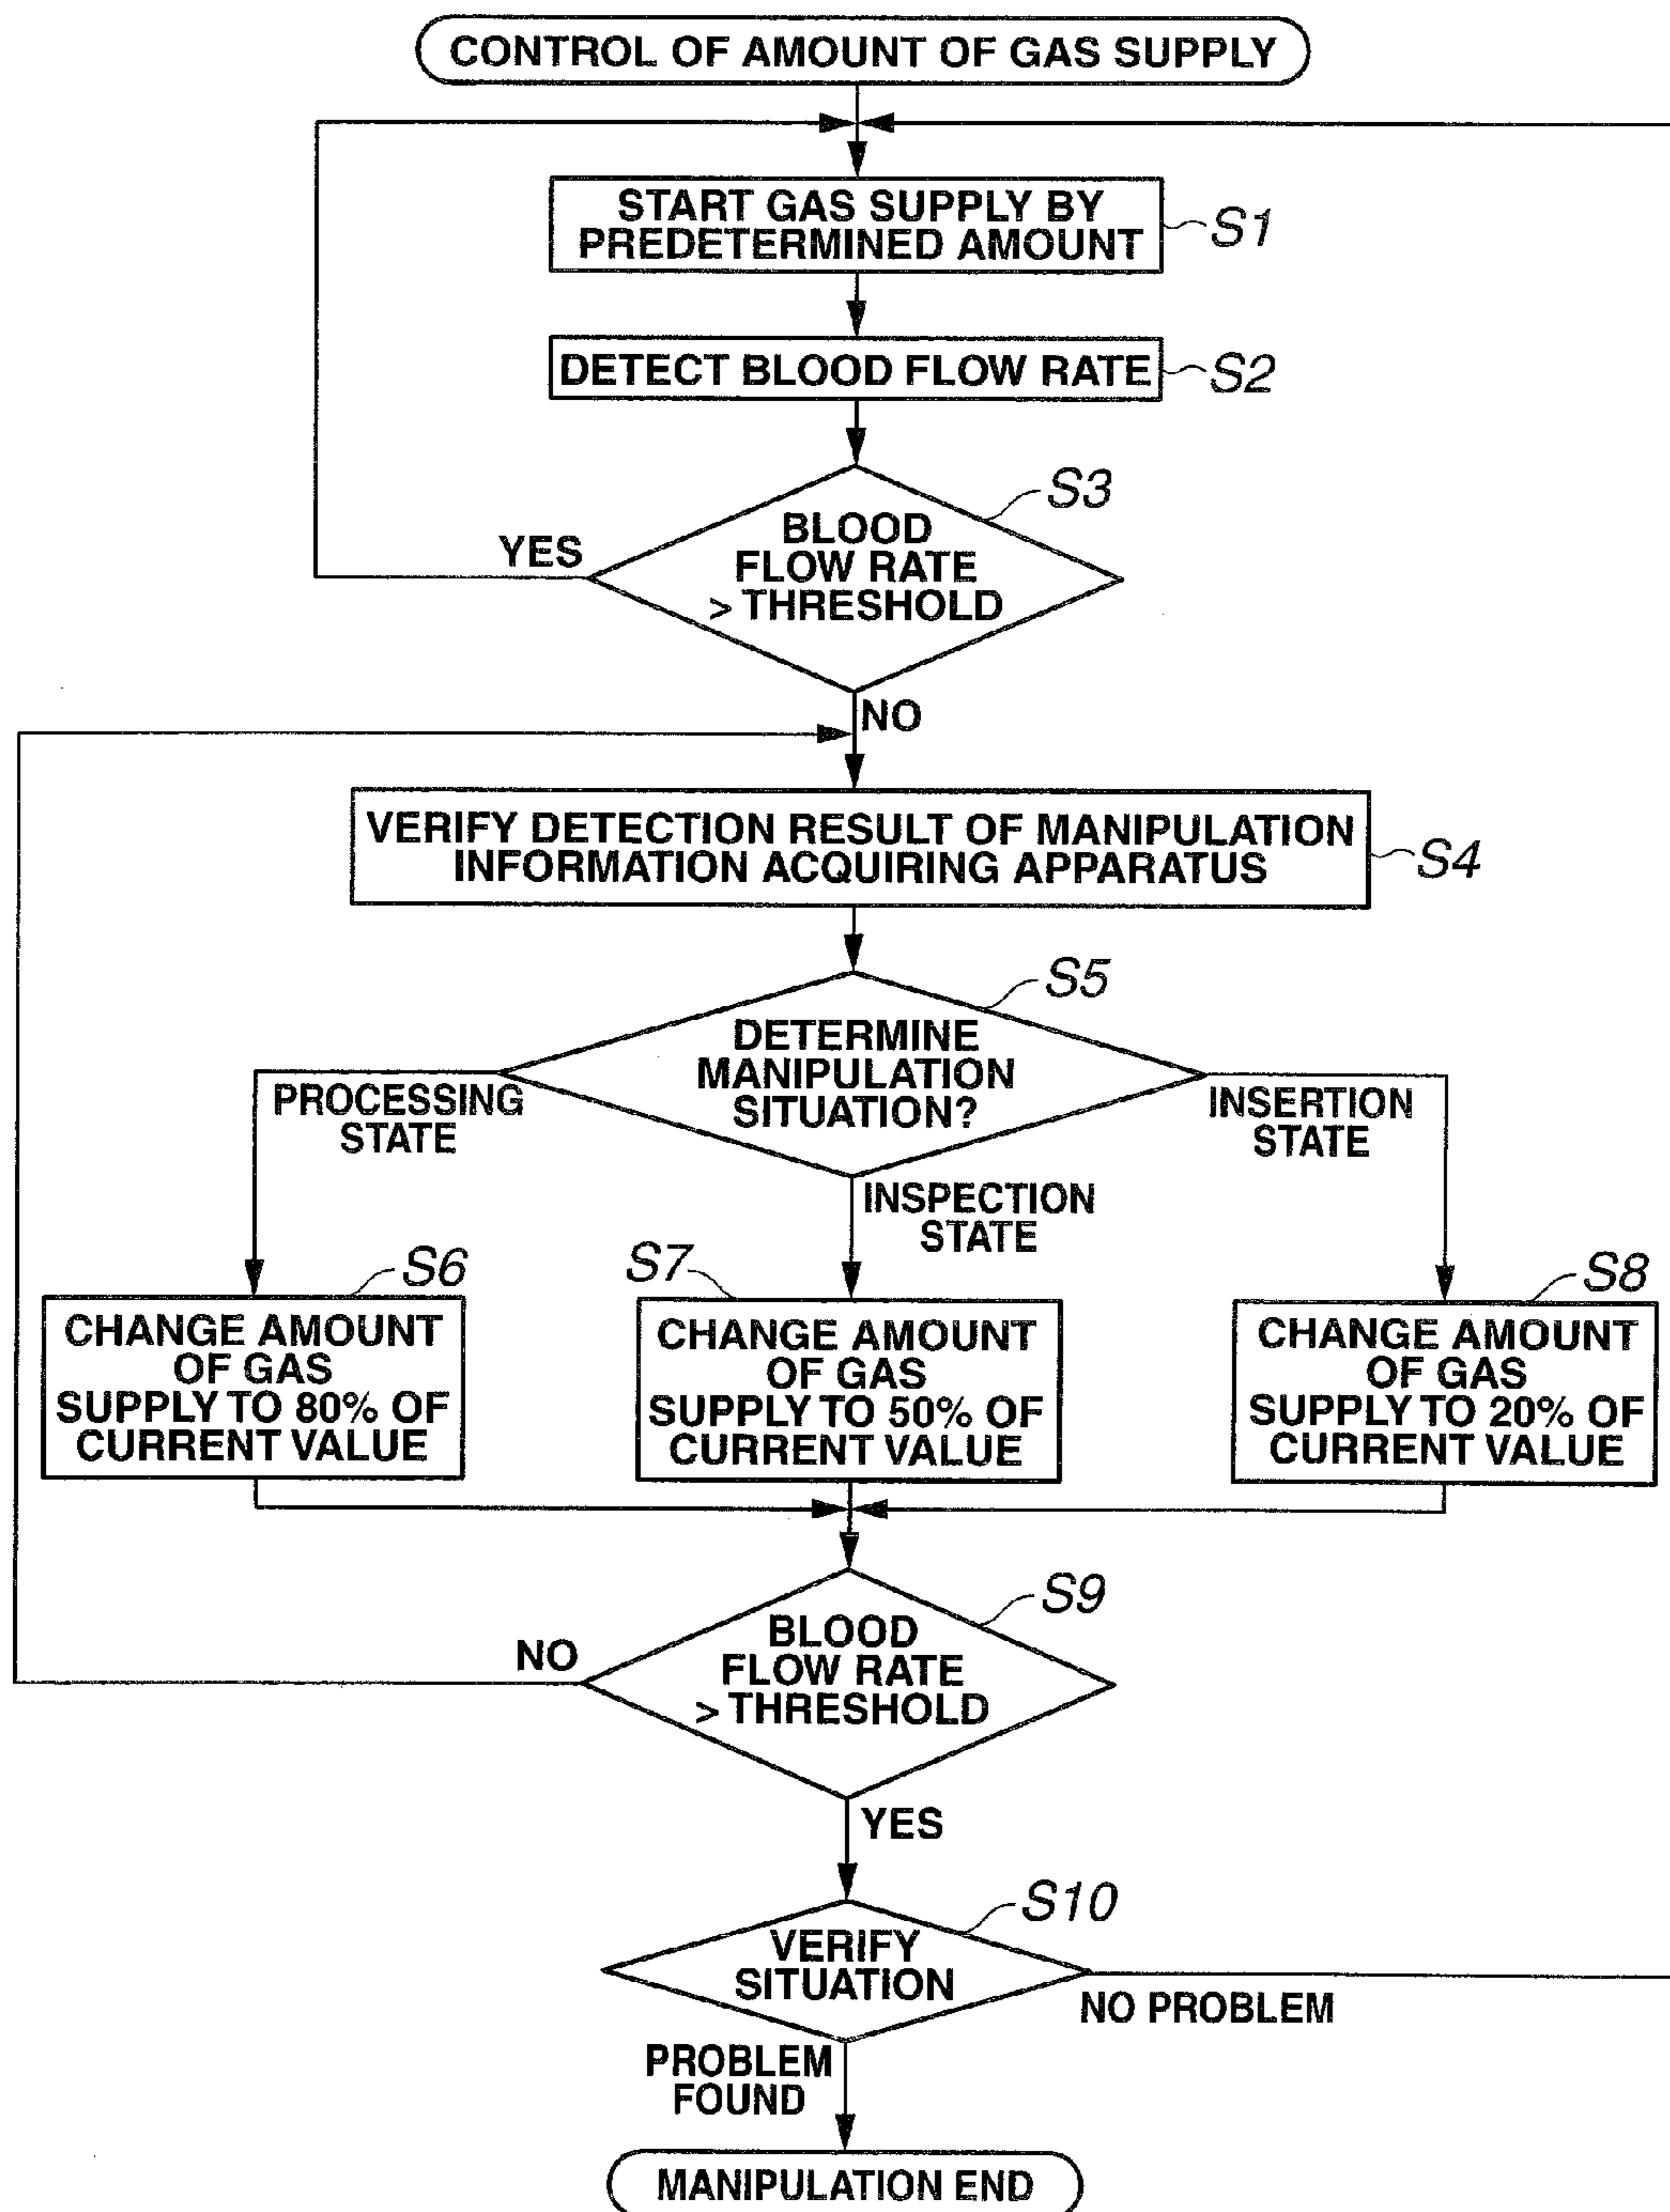 CONTROL OF AMOUNT OF GAS SUPPLY
START GAS SUPPLY BY
PREDETERMINED AMOUNT
S1
DETECT BLOOD FLOW RATE
S2
S3
BLOOD
FLOW RATE
> THRESHOLD
YES
NO
VERIFY DETECTION RESULT OF MANIPULATION
INFORMATION ACQUIRING APPARATUS
S4
S5
DETERMINE
MANIPULATION
SITUATION?
PROCESSING
STATE
INSPECTION
STATE
INSERTION
STATE
S6
CHANGE AMOUNT
OF GAS
SUPPLY TO 80% OF
CURRENT VALUE
S7
CHANGE AMOUNT
OF GAS
SUPPLY TO 50% OF
CURRENT VALUE
S8
CHANGE AMOUNT
OF GAS
SUPPLY TO 20% OF
CURRENT VALUE
S9
BLOOD
FLOW RATE
> THRESHOLD
NO
YES
S10
VERIFY
SITUATION
NO PROBLEM
PROBLEM
FOUND
MANIPULATION END